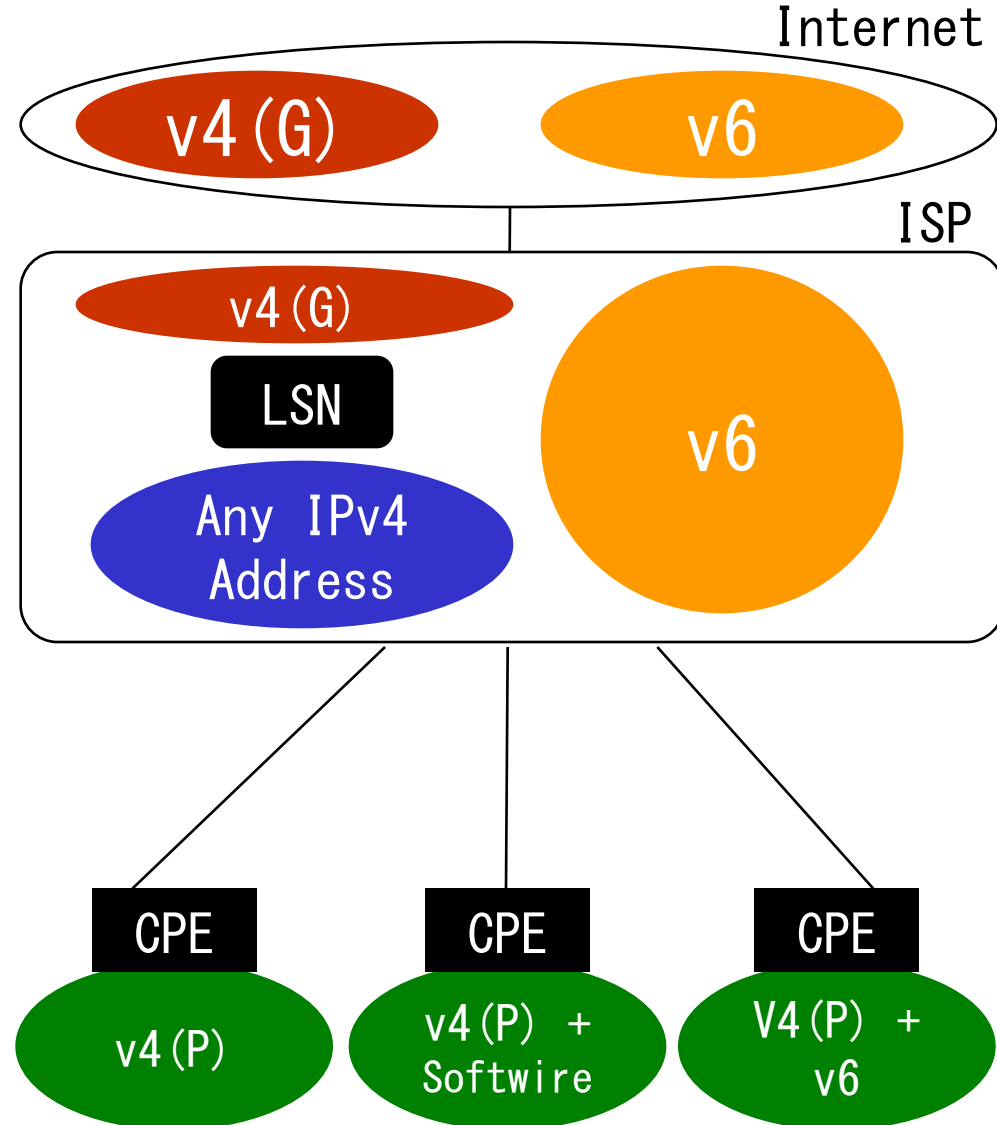 Internet
v4(G)
v6
ISP
v4(G)
LSN
v6
Any IPv4
Address
CPE
CPE
CPE
v4(P)
v4(P) +
Softwire
V4(P) +
v6